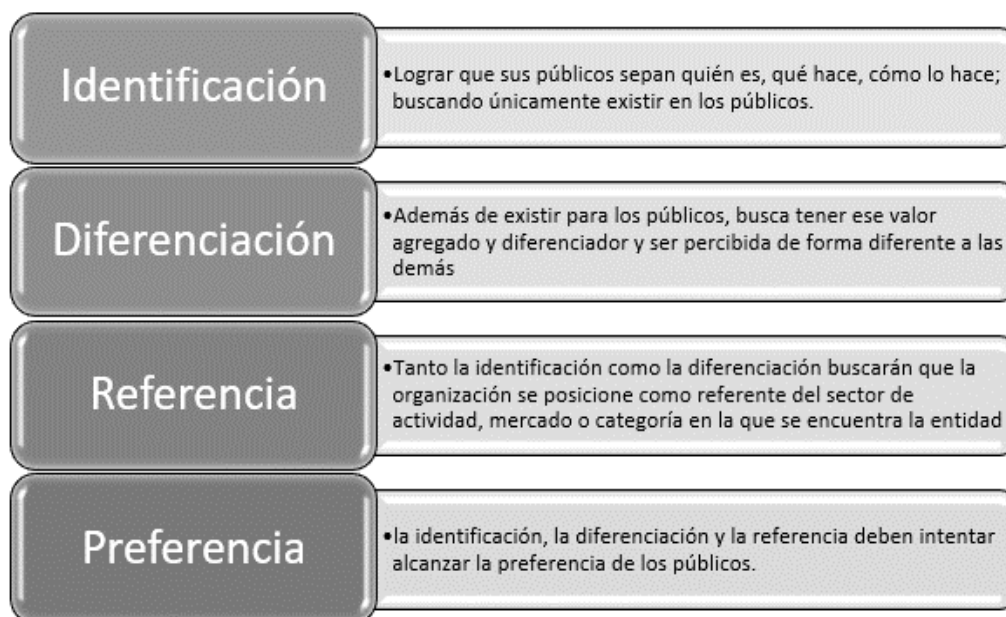 Identificación
•Lograr que sus públicos sepan quién es, qué hace, cómo lo hace;
buscando únicamente existir en los públicos.
Diferenciación
•Además de existir para los públicos, busca tener ese valor
agregado y diferenciador y ser percibida de forma diferente a las
demás
Referencia
•Tanto la identificación como la diferenciación buscarán que la
organización se posicione como referente del sector de
actividad, mercado o categoría en la que se encuentra la entidad
Preferencia
•la identificación, la diferenciación y la referencia deben intentar
alcanzar la preferencia de los públicos.